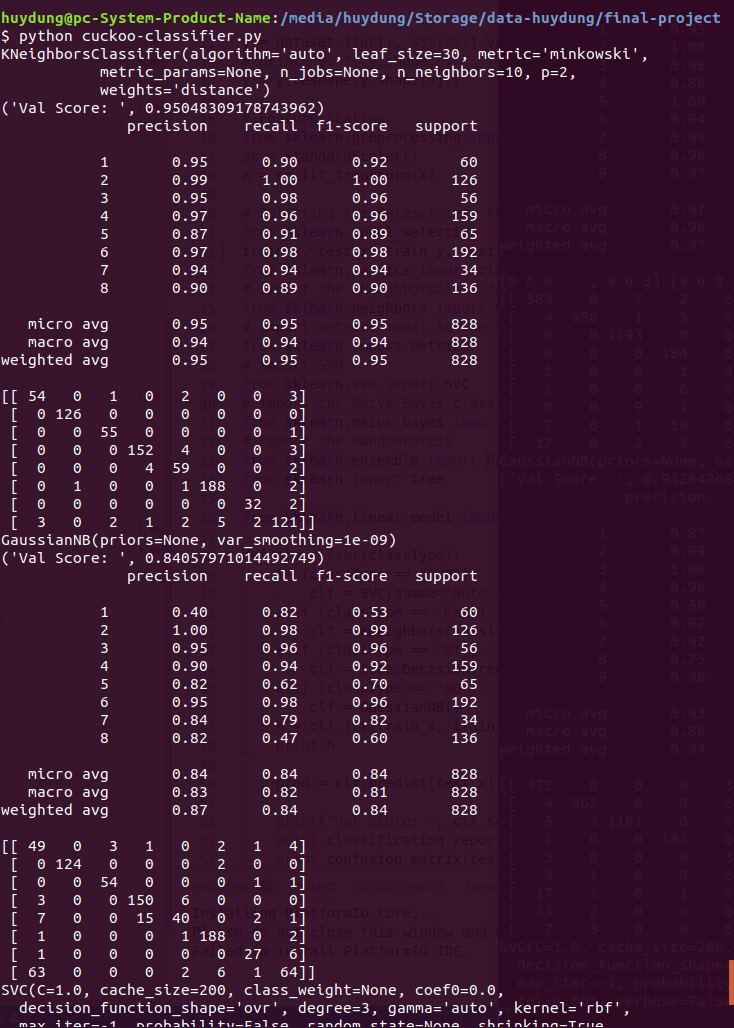 huydung@pc-System-Product-Name:/media/huydung/Storage/data-huydung/final-project
$ python cuckoo-classifier.py
KNeighborsClassifier(algorithm='auto', leaf_size=30, metric='minkowski',
metric_params=None, n_jobs=None, n_neighbors=10, p=2,
weights='distance')
('Val Score: ', 0.95048309178743962)
precision recall f1-score support
1 0.95 0.90 0.92 60
2 0.99 1.00 1.00 126
3 0.95 0.98 0.96 56
4 0.97 0.96 0.96 159
5 0.87 0.91 0.89 65
6 0.97 0.98 0.98 192
7 0.94 0.94 0.94 34
8 0.90 0.89 0.90 136
micro avg 0.95 0.95 0.95 828
macro avg 0.94 0.94 0.94 828
weighted avg 0.95 0.95 0.95 828
[[ 54 0 1 0 2 0 0 3]
[ 0 126 0 0 0 0 0 0]
[ 0 0 55 0 0 0 0 1]
[ 0 0 0 152 4 0 0 3]
[ 0 0 0 4 59 0 0 2]
[ 0 1 0 0 1 188 0 2]
[ 0 0 0 0 0 0 32 2]
[ 3 0 2 1 2 5 2 121]]
GaussianNB(priors=None, var_smoothing=1e-09)
('Val Score: ', 0.84057971014492749)
precision recall f1-score support
1 0.40 0.82 0.53 60
2 1.00 0.98 0.99 126
3 0.95 0.96 0.96 56
4 0.90 0.94 0.92 159
5 0.82 0.62 0.70 65
6 0.95 0.98 0.96 192
7 0.84 0.79 0.82 34
8 0.82 0.47 0.60 136
micro avg 0.84 0.84 0.84 828
macro avg 0.83 0.82 0.81 828
weighted avg 0.87 0.84 0.84 828
[[ 49 0 3 1 0 2 1 4]
[ 0 124 0 0 0 2 0 0]
[ 0 0 54 0 0 0 1 1]
[ 3 0 0 150 6 0 0 0]
[ 7 0 0 15 40 0 2 1]
[ 1 0 0 0 1 188 0 2]
[ 1 0 0 0 0 0 27 6]
[ 63 0 0 0 2 6 1 64]]
SVC(C=1.0, cache_size=200, class_weight=None, coef0=0.0,
decision_function_shape='ovr', degree=3, gamma='auto', kernel='rbf',
max_iter=-1, probability=False, random_state=None, shrinking=True,